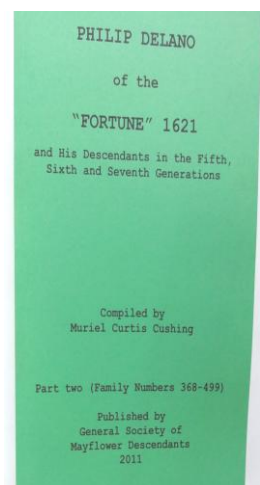 PHILIP DELANO
of the
"FORTUNE" 1621
and His Descendants in the Fifth,
Sixth and Seventh Generations
Compiled by
Muriel Curtis Cushing
Part two (Family Numbers 368-499)
Published by
General Society of
Mayflower Descendants
2011